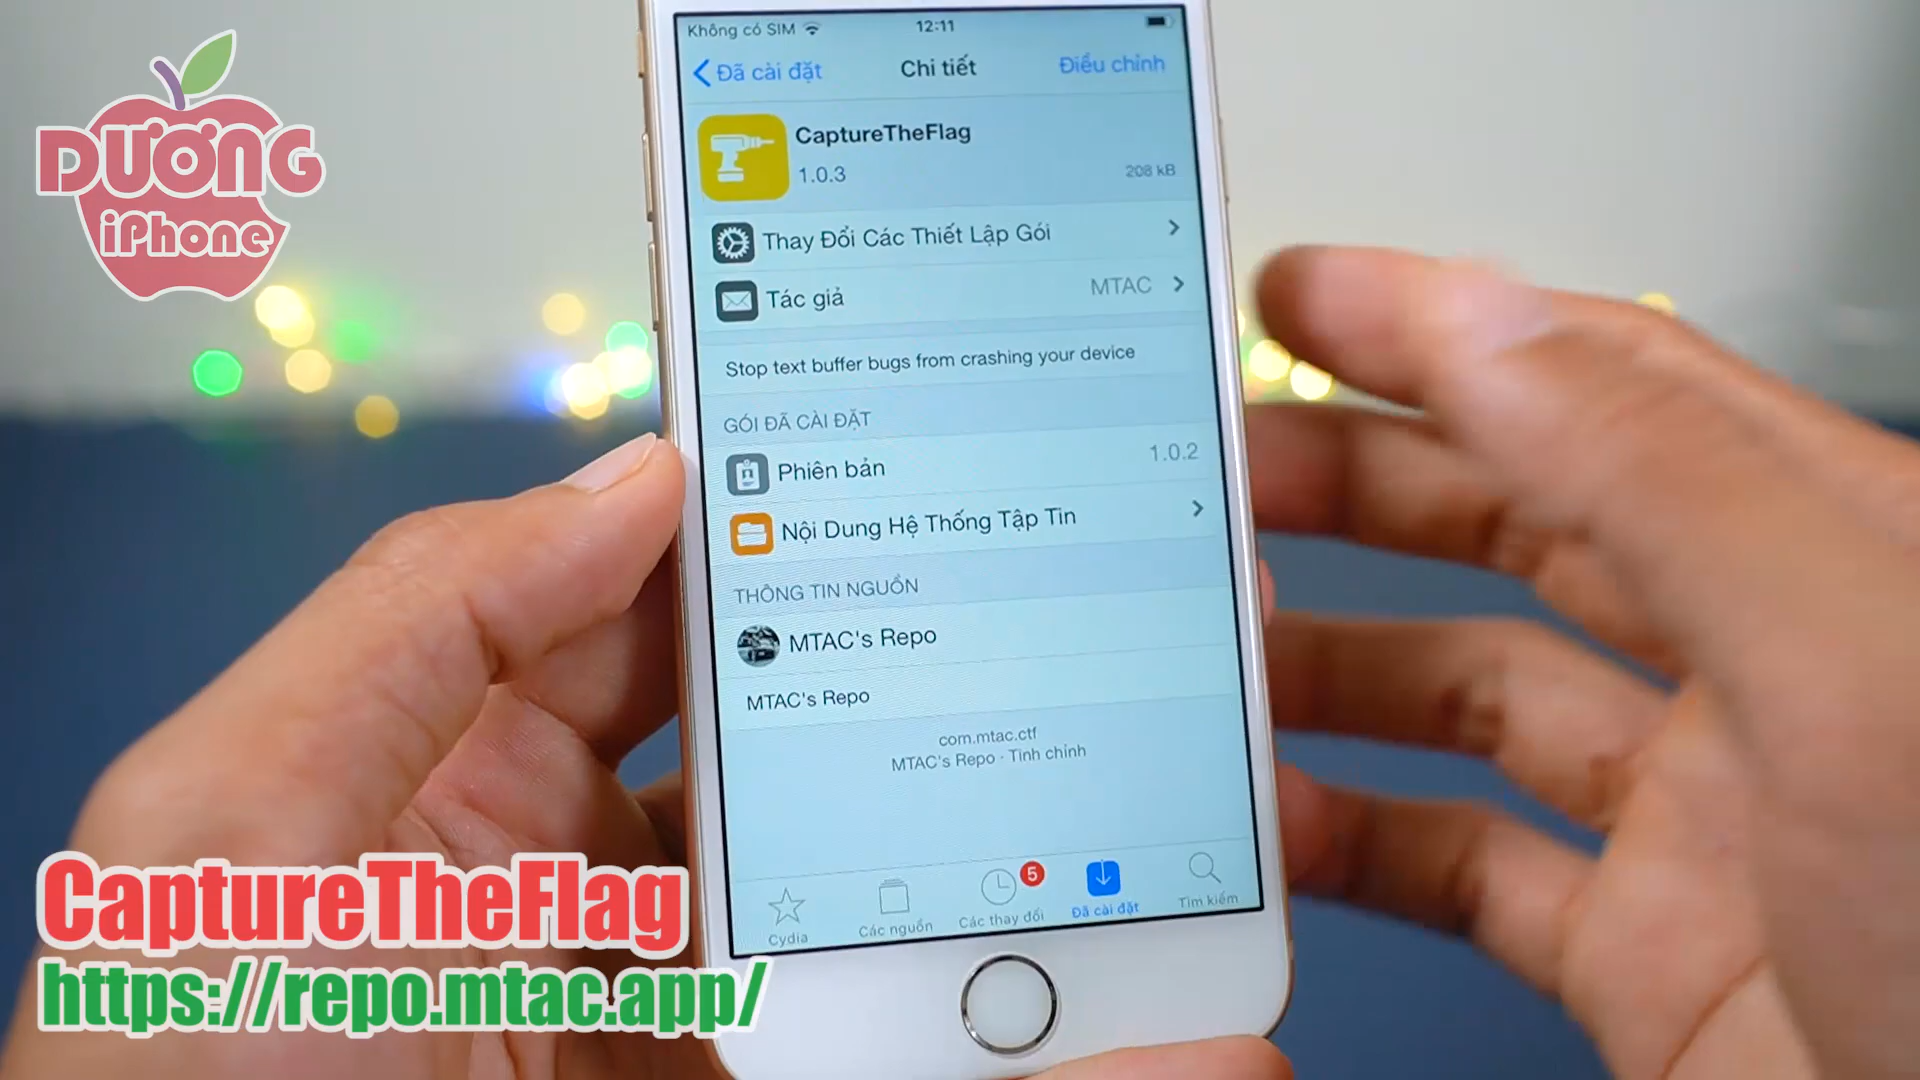 DƯƠNG
iPhone
Không có SIM
12:11
Đã cài đặt
Chi tiết
Điều chỉnh
CaptureTheFlag
1.0.3
208 kB
Thay Đổi Các Thiết Lập Gói
Tác giả
MTAC
Stop text buffer bugs from crashing your device
GÓI ĐÃ CÀI ĐẶT
Phiên bản
1.0.2
Nội Dung Hệ Thống Tập Tin
THÔNG TIN NGUỒN
MTAC's Repo
MTAC's Repo
com.mtac.ctf
MTAC's Repo · Tinh chỉnh
5
Cydia
Các nguồn
Các thay đổi
Đã cài đặt
Tìm kiếm
CaptureTheFlag
https://repo.mtac.app/